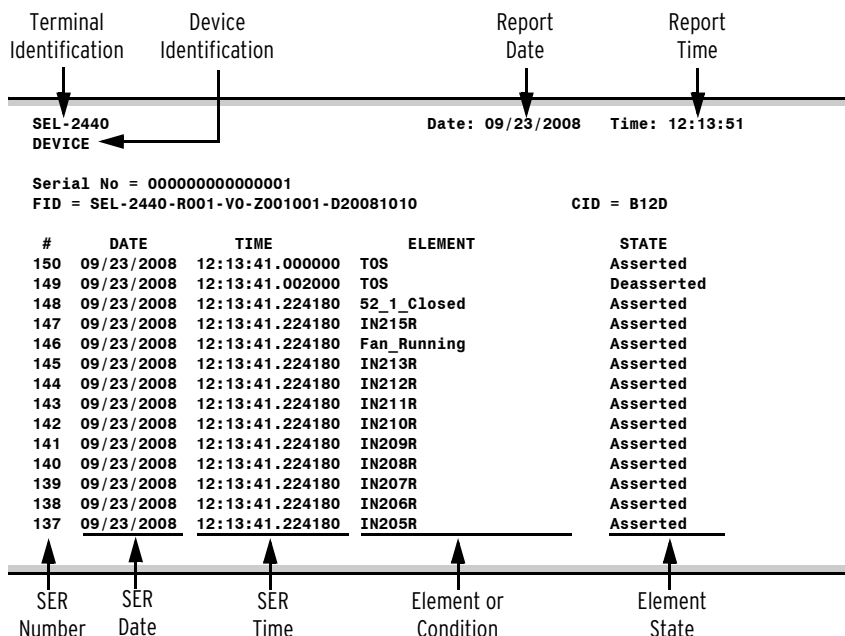 Terminal Identification
Device Identification
Report Date
Report Time
SEL-2440 Date: 09/23/2008 Time: 12:13:51
DEVICE
Serial No = 000000000000001
FID = SEL-2440-R001-V0-Z001001-D20081010 CID = B12D
# DATE TIME ELEMENT STATE
150 09/23/2008 12:13:41.000000 TOS Asserted
149 09/23/2008 12:13:41.002000 TOS Deasserted
148 09/23/2008 12:13:41.224180 52_1_Closed Asserted
147 09/23/2008 12:13:41.224180 IN215R Asserted
146 09/23/2008 12:13:41.224180 Fan_Running Asserted
145 09/23/2008 12:13:41.224180 IN213R Asserted
144 09/23/2008 12:13:41.224180 IN212R Asserted
143 09/23/2008 12:13:41.224180 IN211R Asserted
142 09/23/2008 12:13:41.224180 IN210R Asserted
141 09/23/2008 12:13:41.224180 IN209R Asserted
140 09/23/2008 12:13:41.224180 IN208R Asserted
139 09/23/2008 12:13:41.224180 IN207R Asserted
138 09/23/2008 12:13:41.224180 IN206R Asserted
137 09/23/2008 12:13:41.224180 IN205R Asserted
SER Number
SER Date
SER Time
Element or Condition
Element State